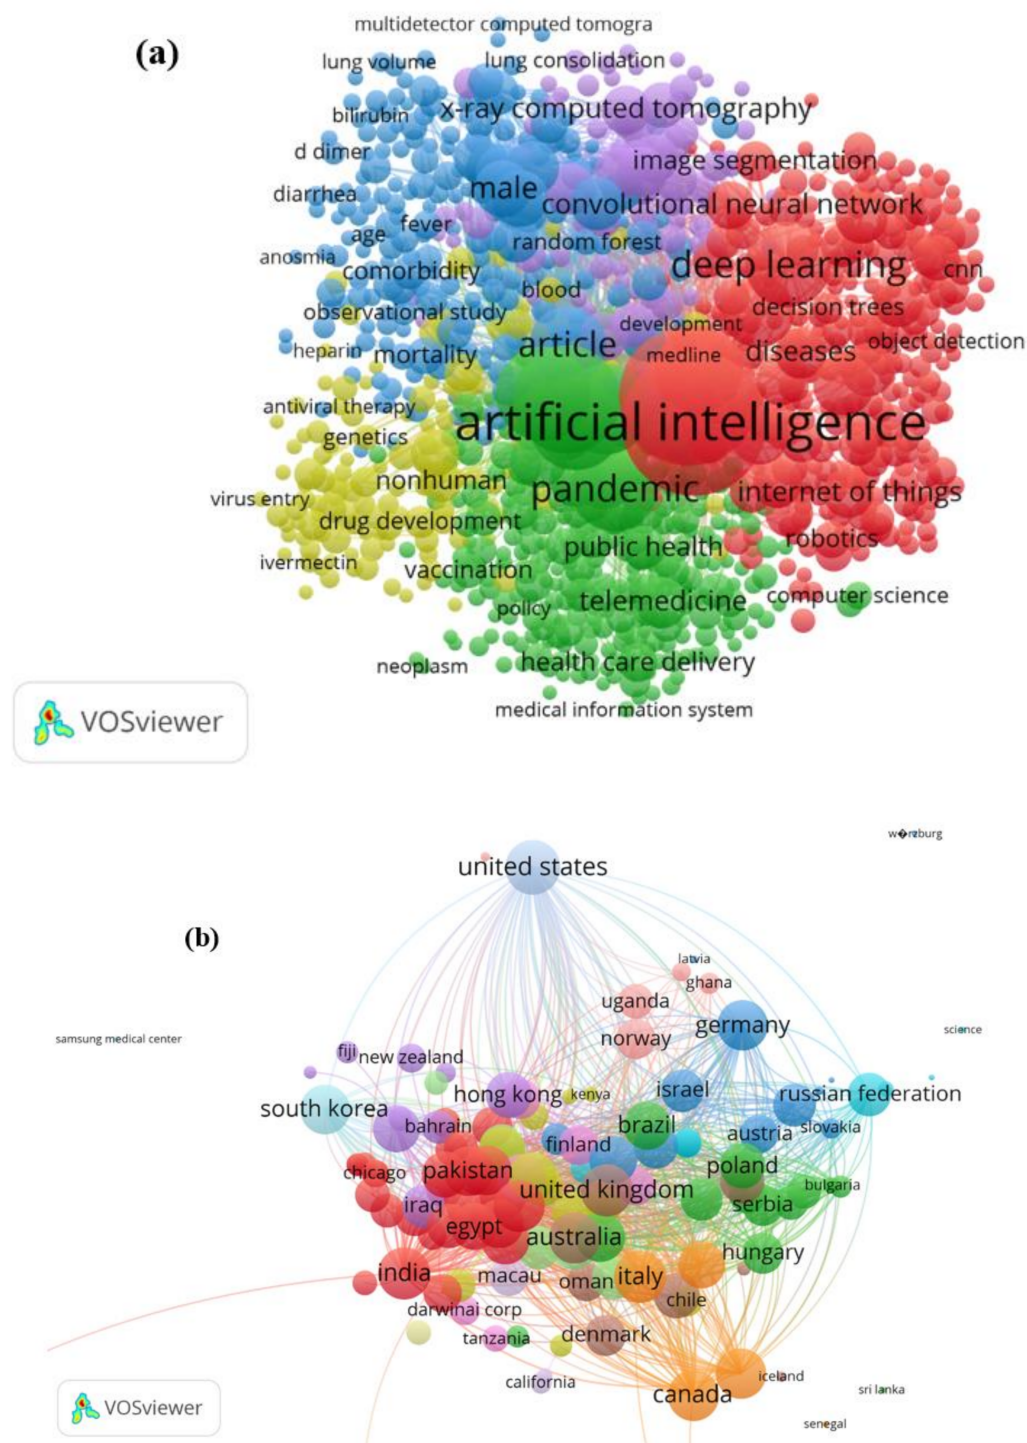 multidetector computed tomogra
(a)
lung volume
lung consolidation
bilirubin
x-ray computed tomography
d dimer
image segmentation
diarrhea
male
convolutional neural network
age
fever
random forest
anosmia
comorbidity
deep learning
cnn
blood
observational study
development
decision trees
heparin
mortality
article
medline
diseases
object detection
antiviral therapy
genetics
artificial intelligence
nonhuman
pandemic
internet of things
virus entry
drug development
ivermectin
vaccination
public health
robotics
policy
telemedicine
computer science
neoplasm
health care delivery
medical information system
VOSviewer
w�rzburg
united states
(b)
latvia
ghana
uganda
germany
samsung medical center
norway
science
fiji
new zealand
hong kong
kenya
israel
russian federation
south korea
bahrain
finland
brazil
austria
slovakia
chicago
pakistan
united kingdom
poland
bulgaria
iraq
egypt
australia
serbia
india
macau
oman
italy
hungary
darwinai corp
chile
tanzania
denmark
california
iceland
canada
sri lanka
senegal
VOSviewer